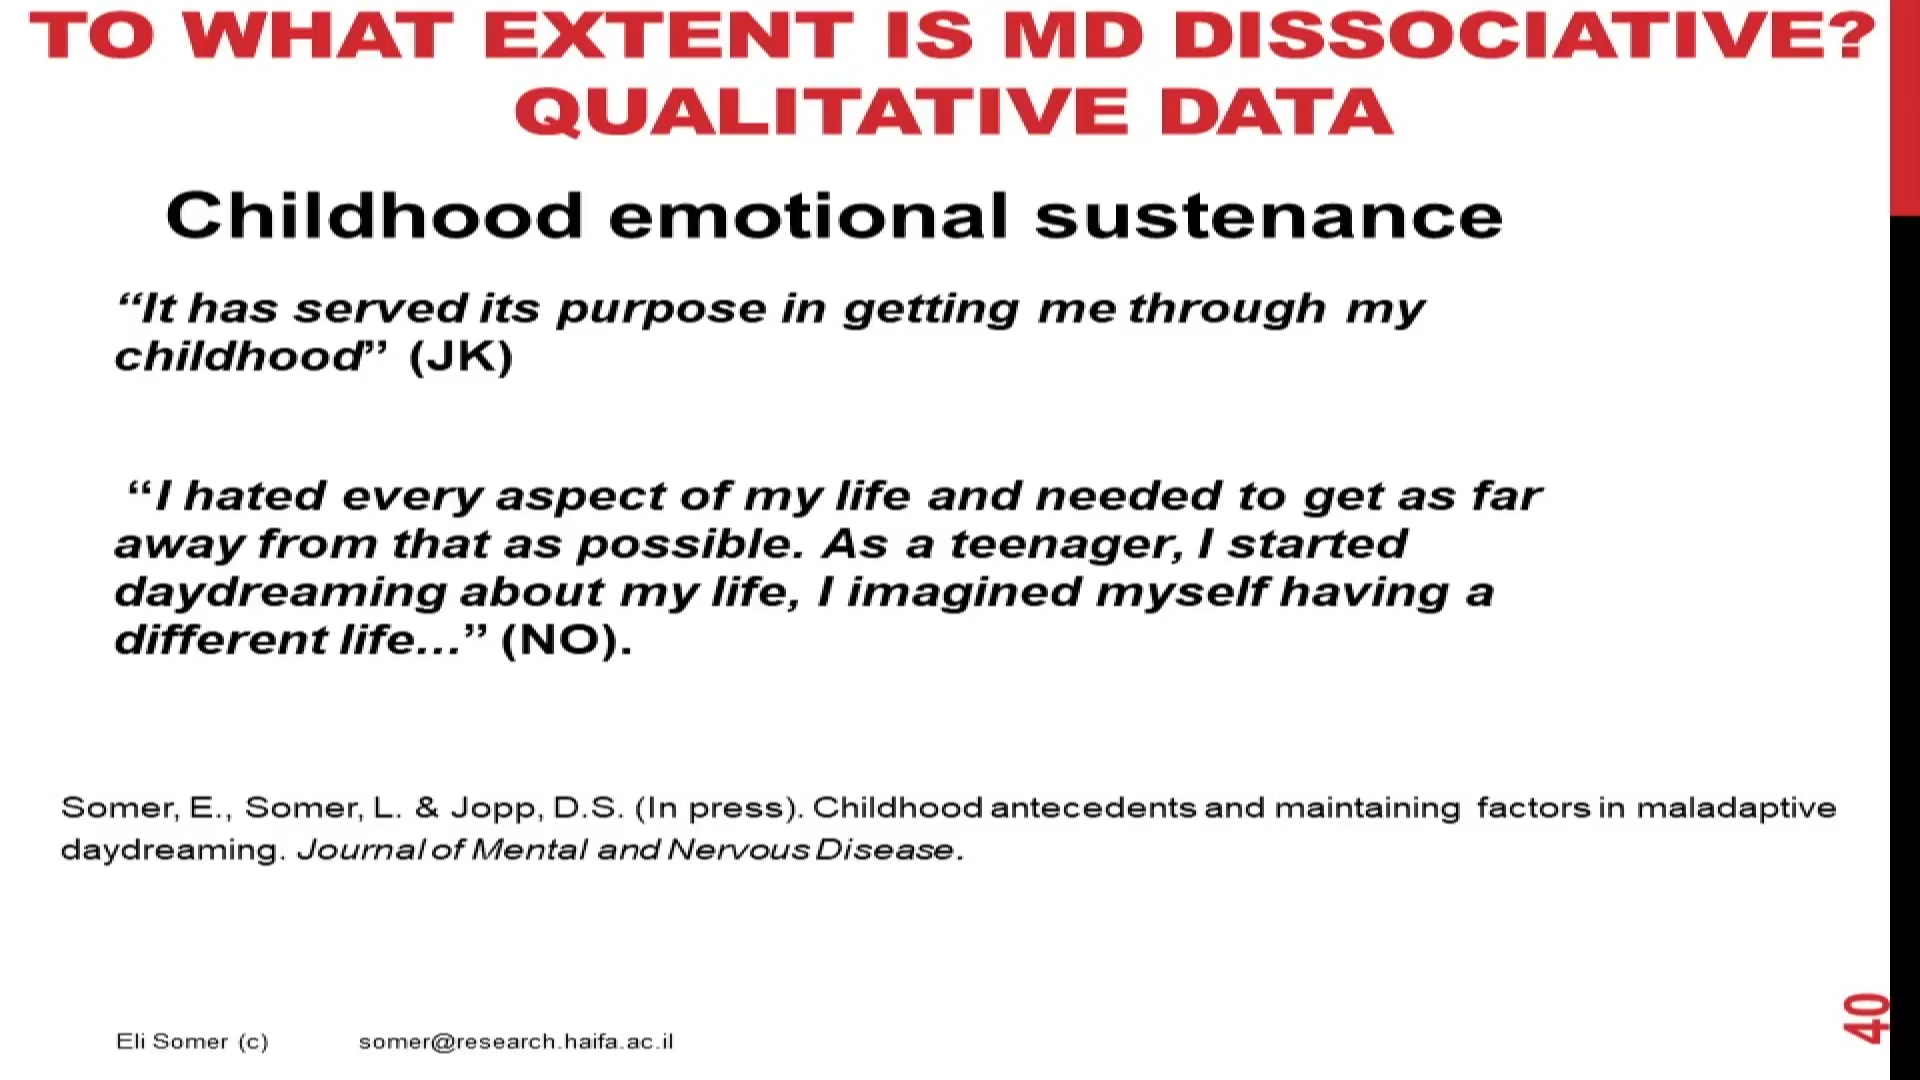 TO WHAT EXTENT IS MD DISSOCIATIVE?
QUALITATIVE DATA
Childhood emotional sustenance
“It has served its purpose in getting me through my
childhood” (JK)
“I hated every aspect of my life and needed to get as far
away from that as possible. As a teenager, I started
daydreaming about my life, I imagined myself having a
different life...” (NO).
Somer, E., Somer, L. & Jopp, D.S. (In press). Childhood antecedents and maintaining factors in maladaptive
daydreaming. Journal of Mental and Nervous Disease.
Eli Somer (c) somer@research.haifa.ac.il
40